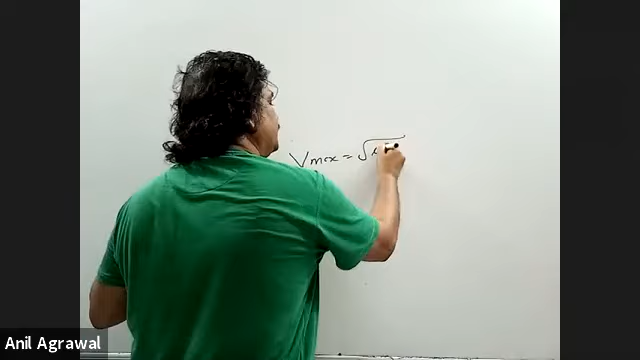 Vmax = √
Anil Agrawal